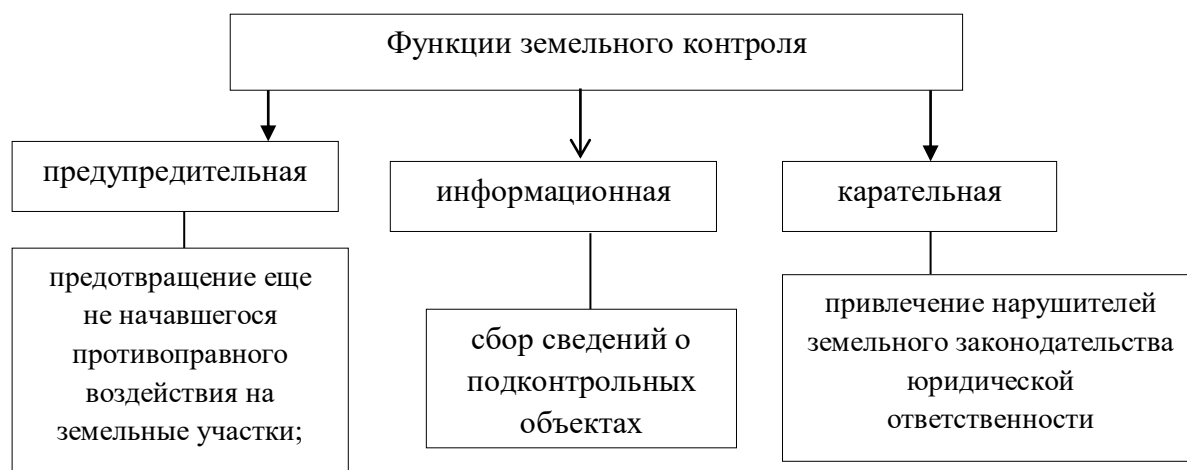 Функции земельного контроля
предупредительная
информационная
карательная
предотвращение еще
не начавшегося
противоправного
воздействия на
земельные участки;
сбор сведений о
подконтрольных
объектах
привлечение нарушителей
земельного законодательства
юридической
ответственности